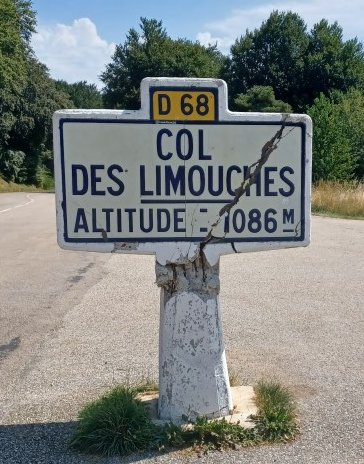 D 68
COL
DES LIMOUCHES
ALTITUDE = 1086 M